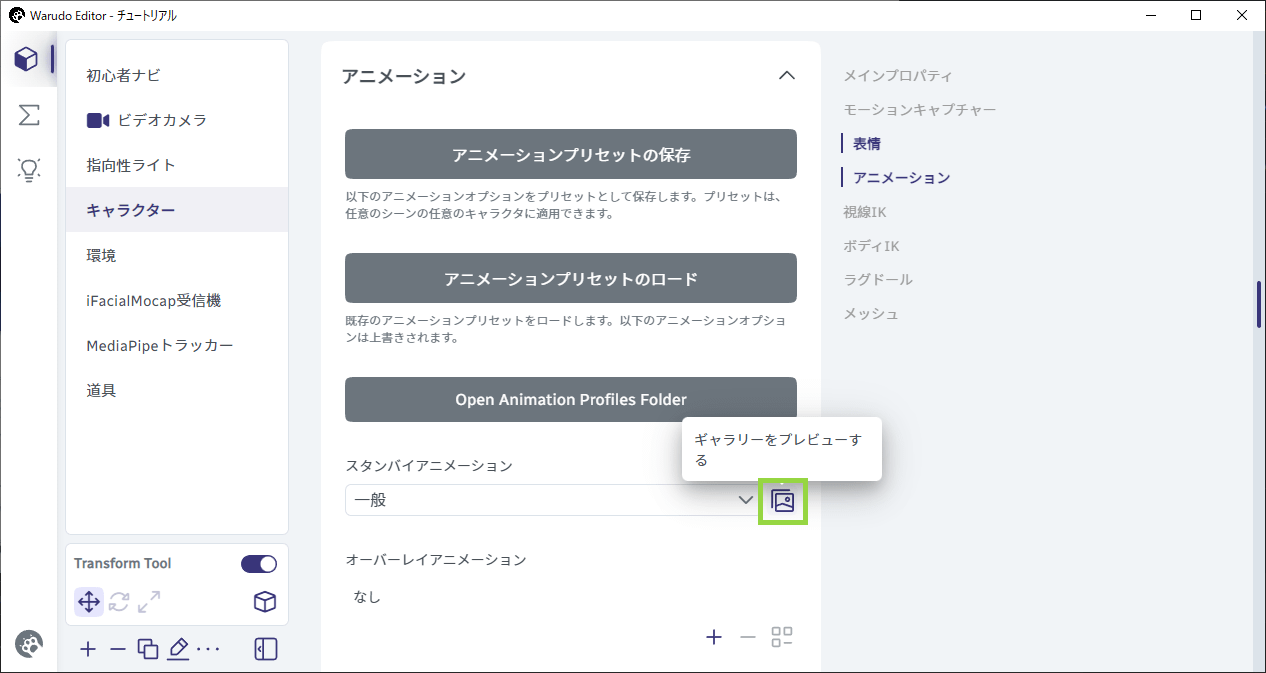 Warudo Editor - チュートリアル
初心者ナビ
ビデオカメラ
指向性ライト
キャラクター
環境
iFacialMocap受信機
MediaPipeトラッカー
道具
Transform Tool
アニメーション
アニメーションプリセットの保存
以下のアニメーションオプションをプリセットとして保存します。プリセットは、
任意のシーンの任意のキャラクタに適用できます。
アニメーションプリセットのロード
既存のアニメーションプリセットをロードします。以下のアニメーションオプショ
ンは上書きされます。
Open Animation Profiles Folder
ギャラリーをプレビューす
る
スタンバイアニメーション
一般
オーバーレイアニメーション
なし
メインプロパティ
モーションキャプチャー
表情
アニメーション
視線IK
ボディIK
ラグドール
メッシュ